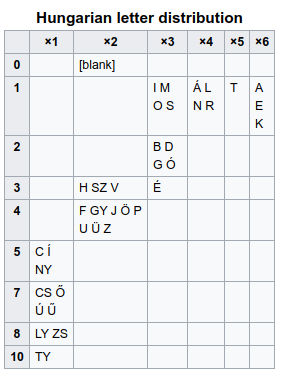 Hungarian letter distribution
×1 ×2 ×3 ×4 ×5 ×6
0 [blank]
1 I M Á L T A
O S N R E
K
2 B D
G Ó
3 H SZ V É
4 F GY J Ö P
U Ü Z
5 C Í
NY
7 CS Ő
Ú Ű
8 LY ZS
10 TY